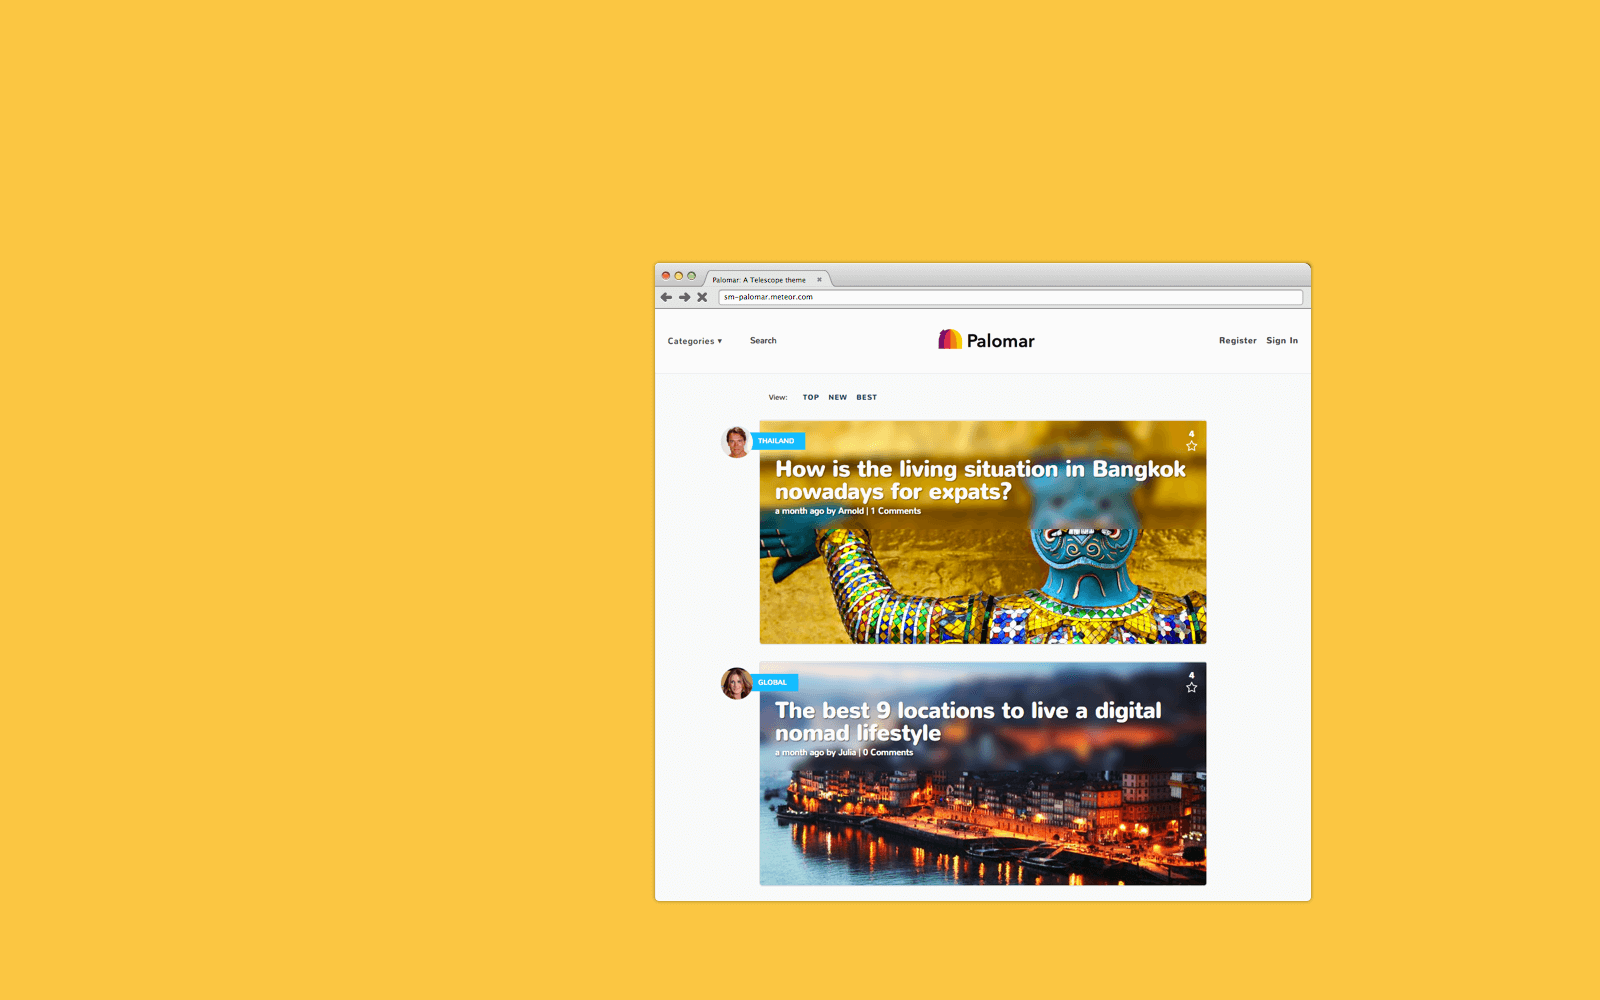 Palomar: A Telescope theme
sm-palomar.meteor.com
Categories ▾ Search Palomar Register Sign In
View: TOP NEW BEST
THAILAND 4
How is the living situation in Bangkok
nowadays for expats?
a month ago by Arnold | 1 Comments
GLOBAL 4
The best 9 locations to live a digital
nomad lifestyle
a month ago by Julia | 0 Comments